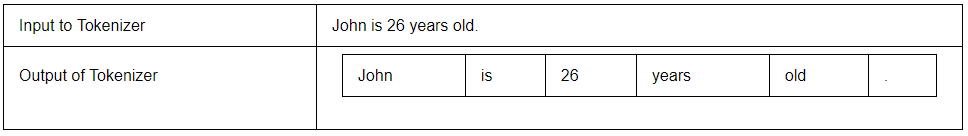 Input to Tokenizer John is 26 years old.
Output of Tokenizer John is 26 years old .